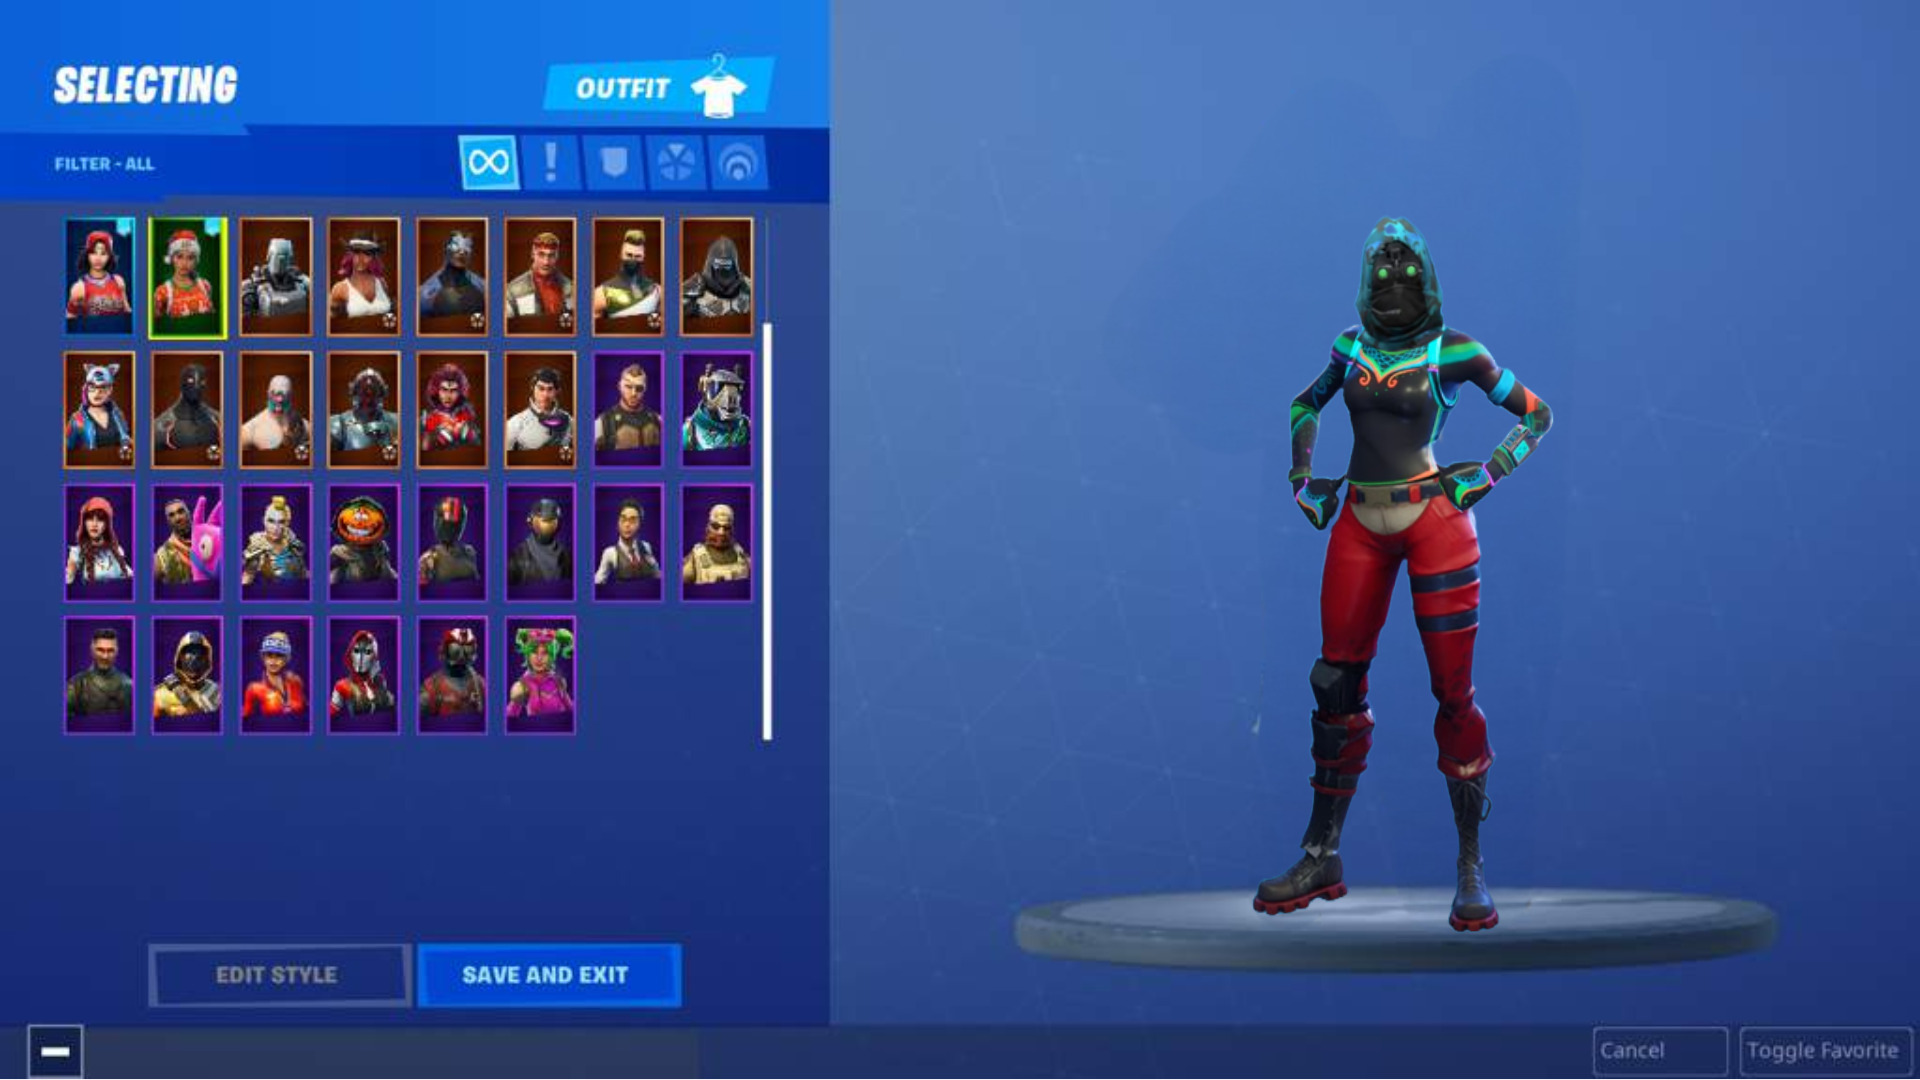 SELECTING
OUTFIT
FILTER - ALL
EDIT STYLE
SAVE AND EXIT
Cancel
Toggle Favorite